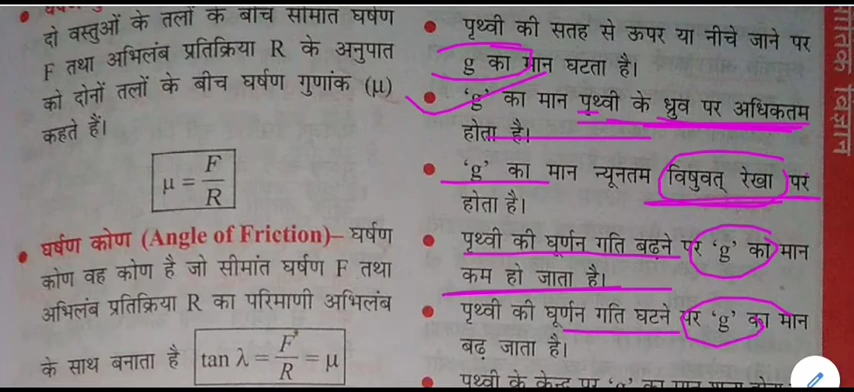 दो वस्तुओं के तलों के बीच सीमांत घर्षण
F तथा अभिलंब प्रतिक्रिया R के अनुपात
को दोनों तलों के बीच घर्षण गुणांक (μ)
कहते हैं।
μ = F/R
घर्षण कोण (Angle of Friction)– घर्षण
कोण वह कोण है जो सीमांत घर्षण F तथा
अभिलंब प्रतिक्रिया R का परिमाणी अभिलंब
के साथ बनाता है tan λ = F/R = μ
पृथ्वी की सतह से ऊपर या नीचे जाने पर
g का मान घटता है।
'g' का मान पृथ्वी के ध्रुव पर अधिकतम
होता है।
'g' का मान न्यूनतम विषुवत् रेखा पर
होता है।
पृथ्वी की घूर्णन गति बढ़ने पर 'g' का मान
कम हो जाता है।
पृथ्वी की घूर्णन गति घटने पर 'g' का मान
बढ़ जाता है।
पृथ्वी के केन्द्र पर 'g' का मान
विज्ञान